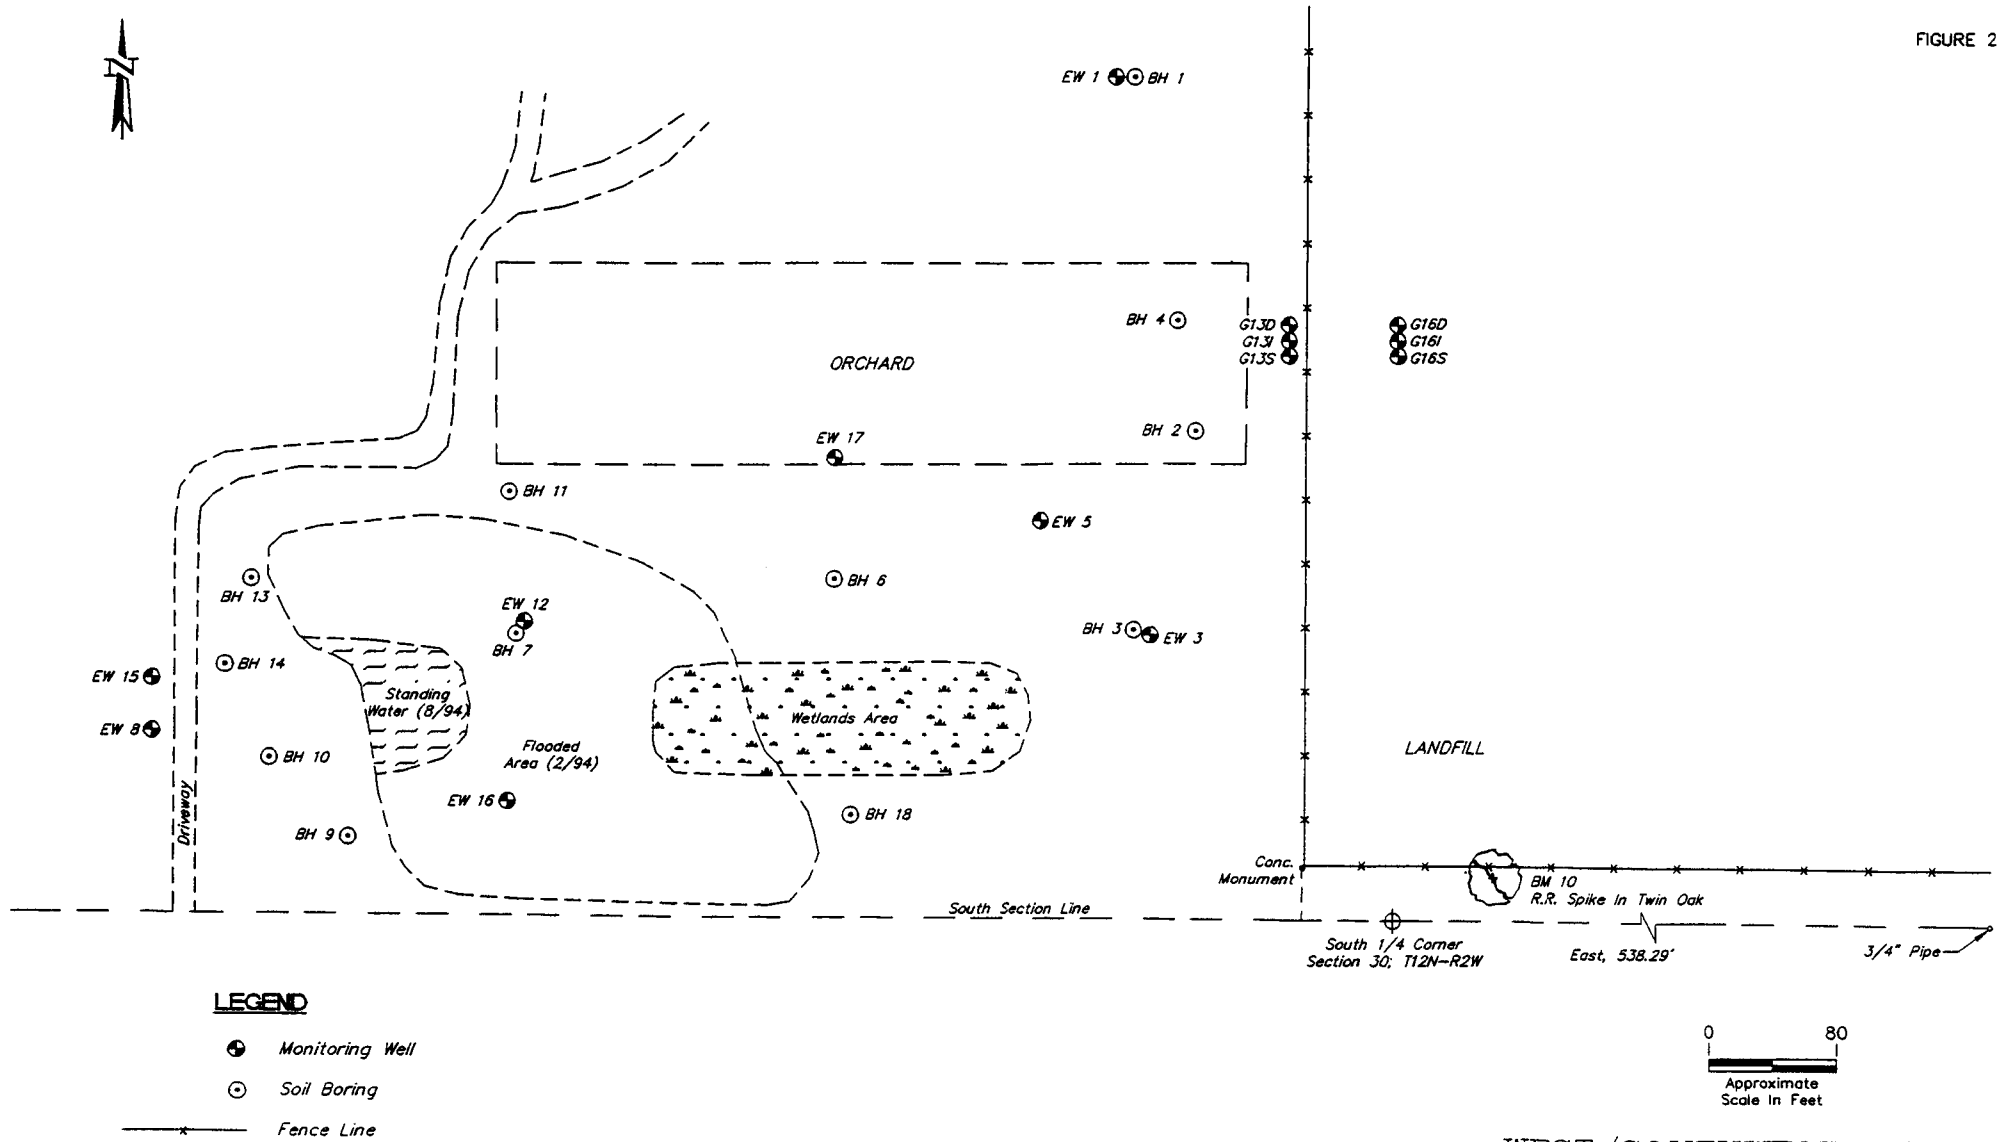 FIGURE 2
N
EW 1 BH 1
BH 4
G13D
G13I
G13S
G16D
G16I
G16S
ORCHARD
BH 2
EW 17
BH 11
EW 5
BH 6
BH 13
EW 12
BH 7
BH 3 EW 3
BH 14
EW 15
EW 8
Standing
Water (8/94)
Wetlands Area
Flooded
Area (2/94)
LANDFILL
BH 10
EW 16
BH 18
BH 9
Driveway
Conc.
Monument
BM 10
R.R. Spike In Twin Oak
South Section Line
South 1/4 Corner
Section 30; T12N-R2W
East, 538.29'
3/4" Pipe
LEGEND
Monitoring Well
Soil Boring
Fence Line
0 80
Approximate
Scale In Feet